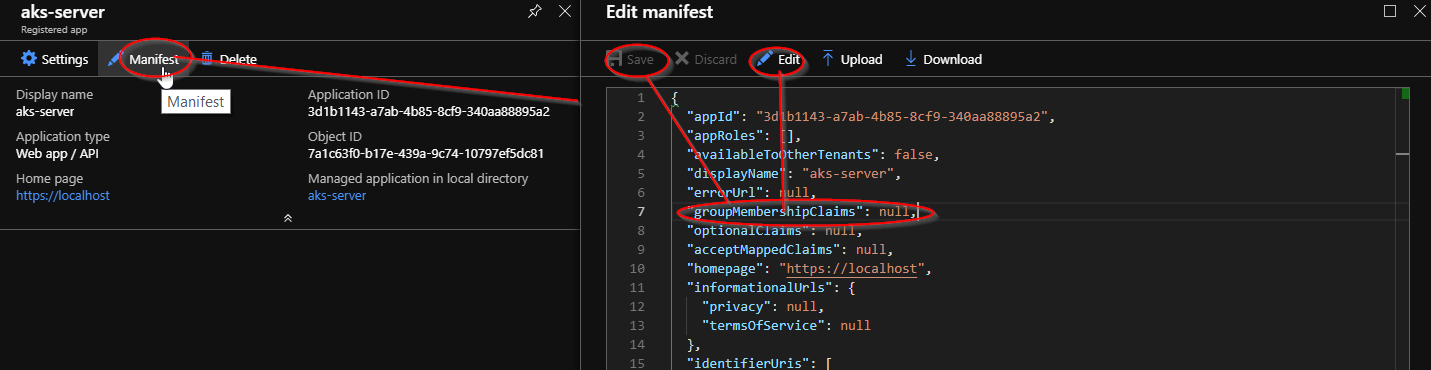 aks-server
Registered app
Settings
Manifest
Delete
Manifest
Display name
aks-server
Application ID
3d1b1143-a7ab-4b85-8cf9-340aa88895a2
Application type
Web app / API
Object ID
7a1c63f0-b17e-439a-9c74-10797ef5dc81
Home page
https://localhost
Managed application in local directory
aks-server
Edit manifest
Save
Discard
Edit
Upload
Download
1 {
2 "appId": "3d1b1143-a7ab-4b85-8cf9-340aa88895a2",
3 "appRoles": [],
4 "availableToOtherTenants": false,
5 "displayName": "aks-server",
6 "errorUrl": null,
7 "groupMembershipClaims": null,
8 "optionalClaims": null,
9 "acceptMappedClaims": null,
10 "homepage": "https://localhost",
11 "informationalUrls": {
12 "privacy": null,
13 "termsOfService": null
14 },
15 "identifierUris": [